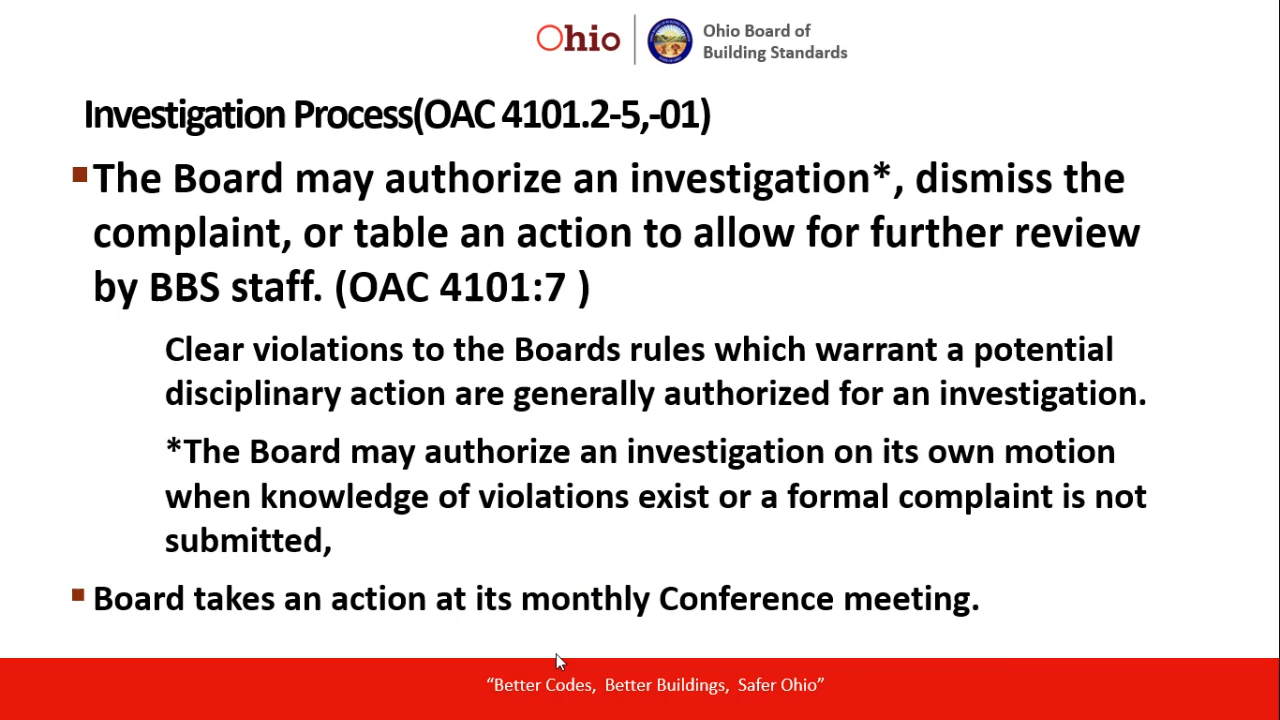 Ohio
Ohio Board of
Building Standards
Investigation Process(OAC 4101.2-5,-01)
The Board may authorize an investigation*, dismiss the
complaint, or table an action to allow for further review
by BBS staff. (OAC 4101:7 )
Clear violations to the Boards rules which warrant a potential
disciplinary action are generally authorized for an investigation.
*The Board may authorize an investigation on its own motion
when knowledge of violations exist or a formal complaint is not
submitted,
Board takes an action at its monthly Conference meeting.
“Better Codes, Better Buildings, Safer Ohio”